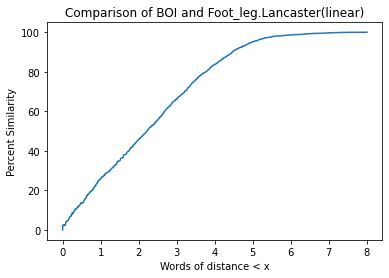 Comparison of BOI and Foot_leg.Lancaster(linear)
Percent Similarity
100
80
60
40
20
0
0 1 2 3 4 5 6 7 8
Words of distance < x